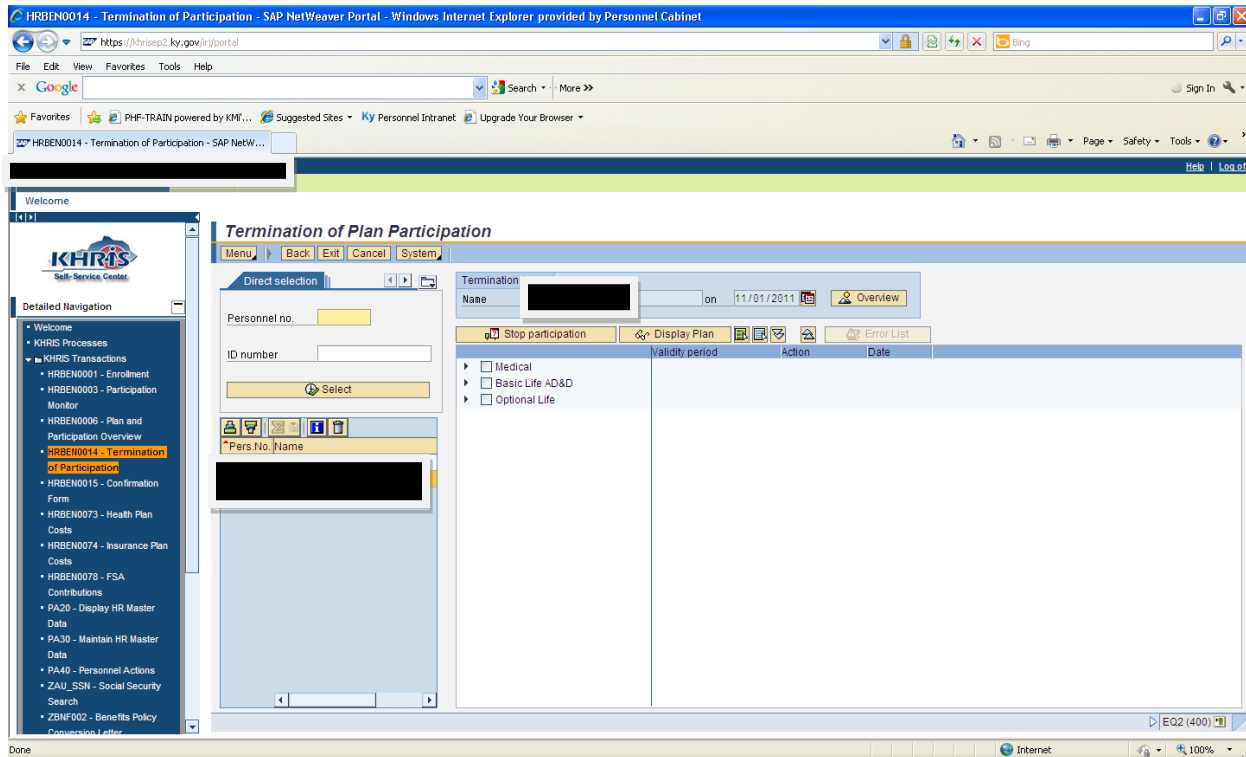 HRBEN0014 - Termination of Participation - SAP NetWeaver Portal - Windows Internet Explorer provided by Personnel Cabinet
https://khrisep2.ky.gov/irj/portal
Bing
File Edit View Favorites Tools Help
x Google Search More >> Sign In
Favorites PHF-TRAIN powered by KMi'... Suggested Sites Ky Personnel Intranet Upgrade Your Browser
HRBEN0014 - Termination of Participation - SAP NetW... Page Safety Tools
Help | Log of
Welcome
KHRIS
Self-Service Center
Detailed Navigation
• Welcome
• KHRIS Processes
KHRIS Transactions
• HRBEN0001 - Enrollment
• HRBEN0003 - Participation
Monitor
• HRBEN0006 - Plan and
Participation Overview
• HRBEN0014 - Termination
of Participation
• HRBEN0015 - Confirmation
Form
• HRBEN0073 - Health Plan
Costs
• HRBEN0074 - Insurance Plan
Costs
• HRBEN0078 - FSA
Contributions
• PA20 - Display HR Master
Data
• PA30 - Maintain HR Master
Data
• PA40 - Personnel Actions
• ZAU_SSN - Social Security
Search
• ZBNF002 - Benefits Policy
Conversion Letter
Termination of Plan Participation
Menu Back Exit Cancel System
Direct selection
Personnel no.
ID number
Select
Pers.No. Name
Termination
Name on 11/01/2011 Overview
Stop participation Display Plan Error List
Validity period Action Date
Medical
Basic Life AD&D
Optional Life
EQ2 (400)
Done Internet 100%